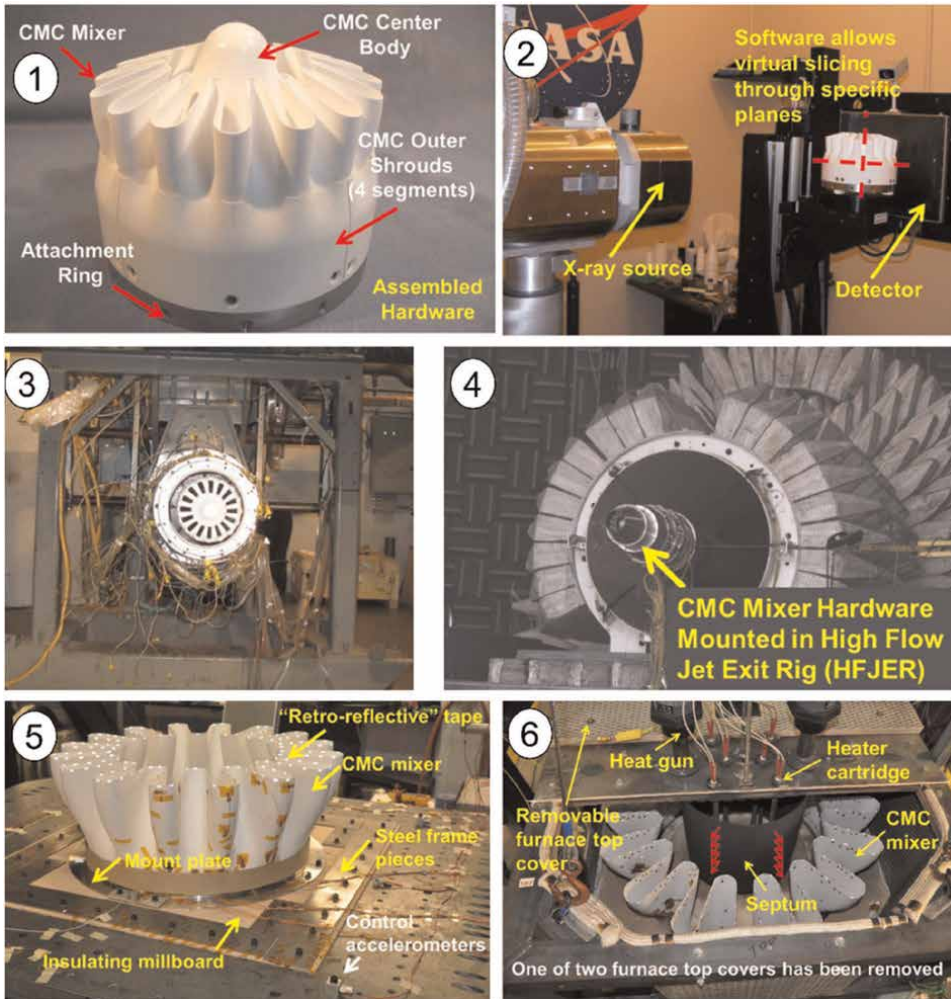 1
CMC Mixer
CMC Center
Body
CMC Outer
Shrouds
(4 segments)
Attachment
Ring
Assembled
Hardware
2
NASA
Software allows
virtual slicing
through specific
planes
X-ray source
Detector
3
4
CMC Mixer Hardware
Mounted in High Flow
Jet Exit Rig (HFJER)
5
“Retro-reflective” tape
CMC mixer
Steel frame
pieces
Mount plate
Control
accelerometers
Insulating millboard
6
Heat gun
Heater
cartridge
Removable
furnace top
cover
CMC
mixer
Septum
One of two furnace top covers has been removed